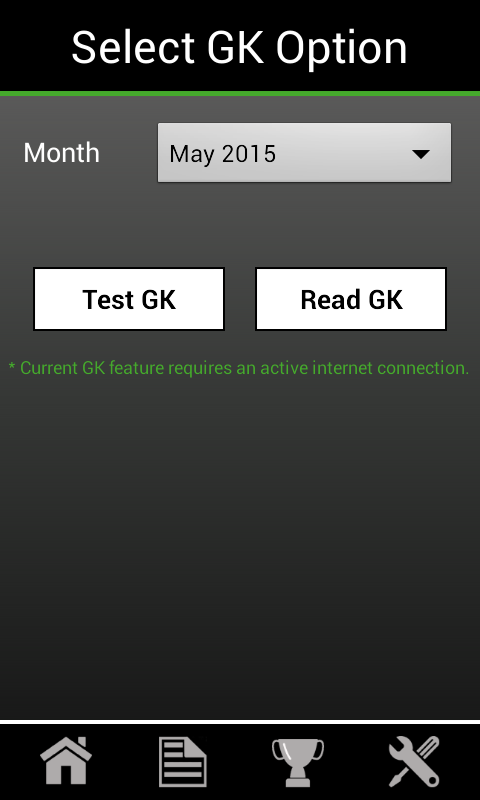 Select GK Option
Month
May 2015
Test GK
Read GK
* Current GK feature requires an active internet connection.